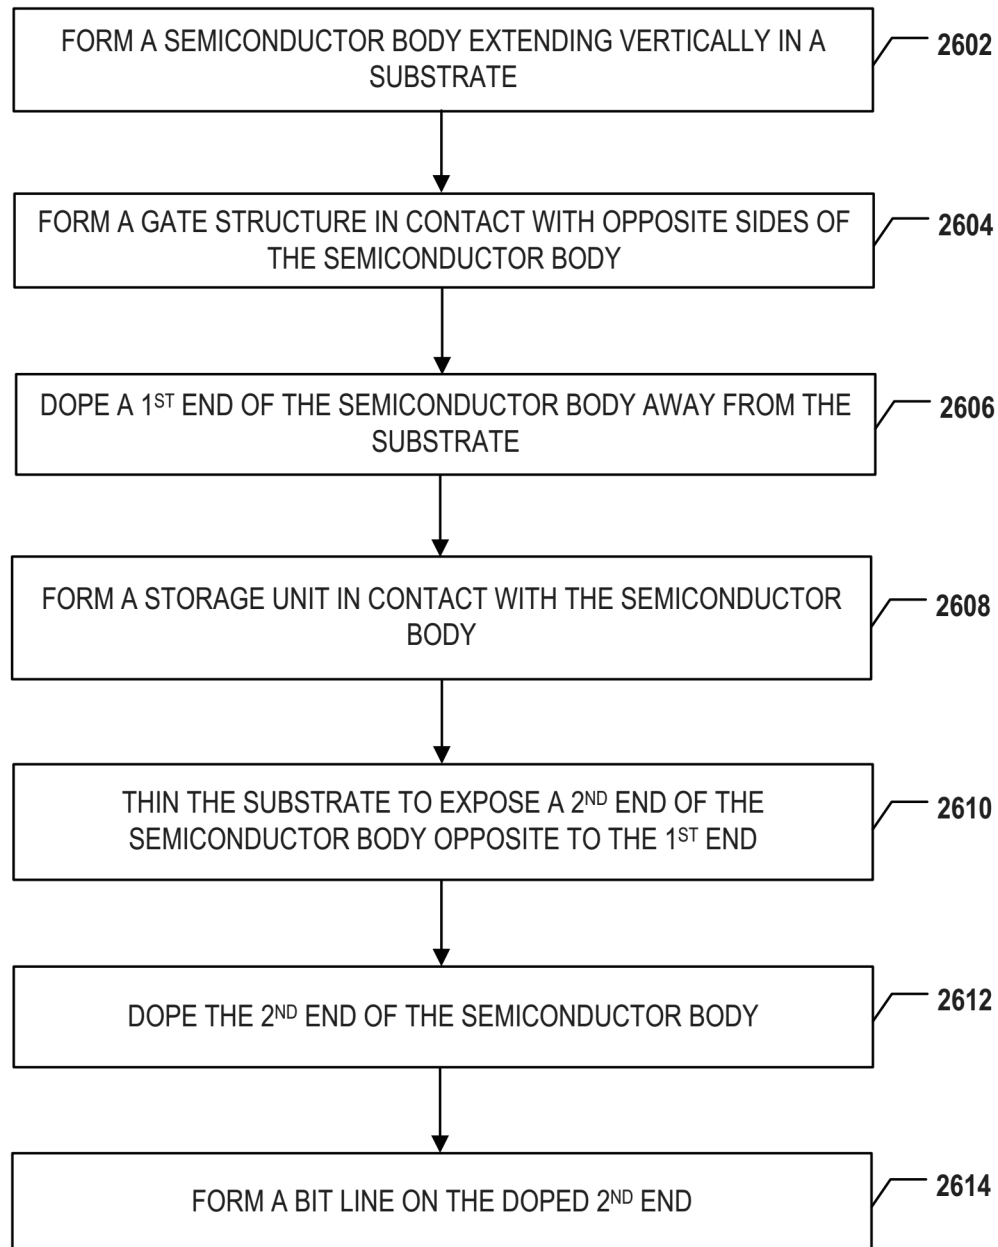 FORM A SEMICONDUCTOR BODY EXTENDING VERTICALLY IN A
SUBSTRATE
2602
FORM A GATE STRUCTURE IN CONTACT WITH OPPOSITE SIDES OF
THE SEMICONDUCTOR BODY
2604
DOPE A 1ST END OF THE SEMICONDUCTOR BODY AWAY FROM THE
SUBSTRATE
2606
FORM A STORAGE UNIT IN CONTACT WITH THE SEMICONDUCTOR
BODY
2608
THIN THE SUBSTRATE TO EXPOSE A 2ND END OF THE
SEMICONDUCTOR BODY OPPOSITE TO THE 1ST END
2610
DOPE THE 2ND END OF THE SEMICONDUCTOR BODY
2612
FORM A BIT LINE ON THE DOPED 2ND END
2614